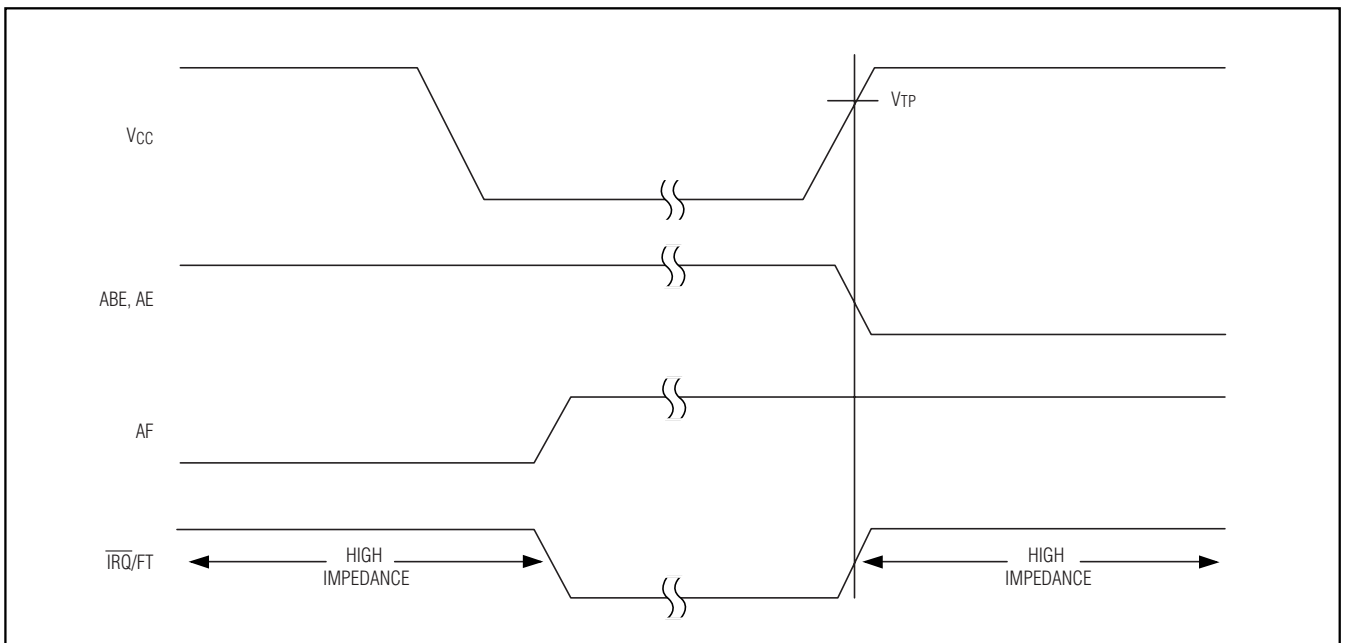 VCC
VTP
ABE, AE
AF
IRQ/FT
HIGH
IMPEDANCE
HIGH
IMPEDANCE